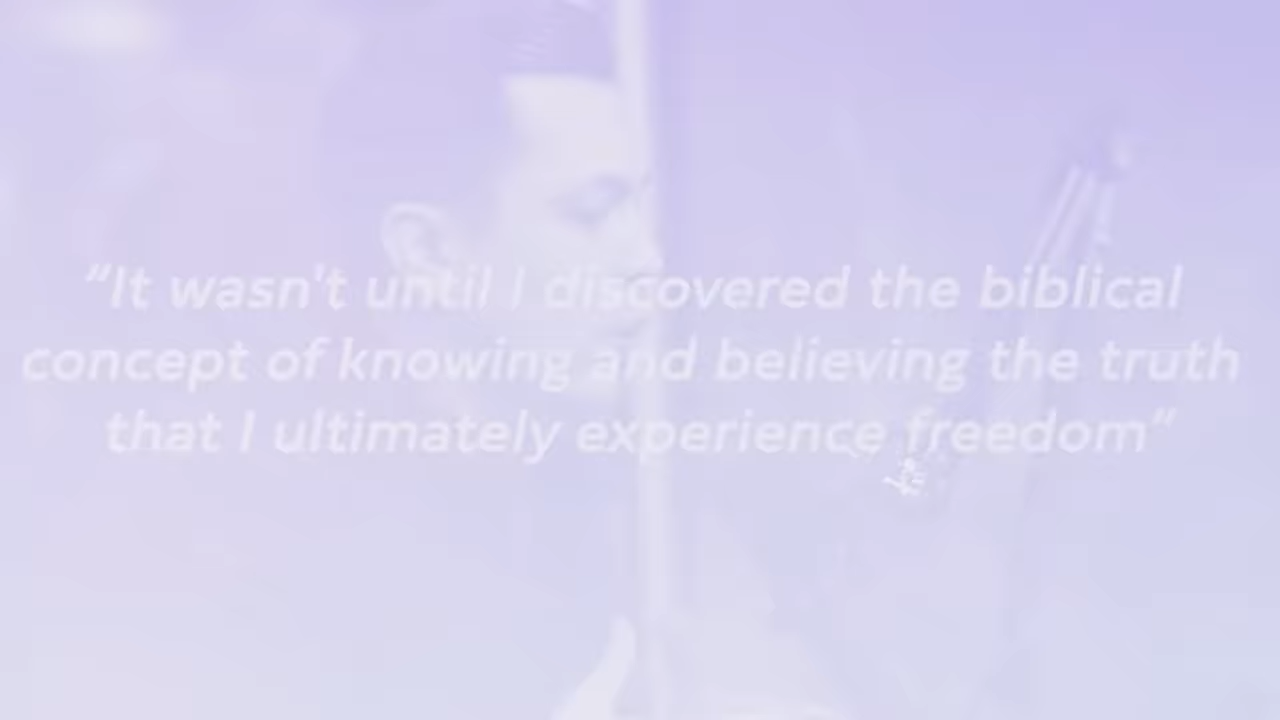 “It wasn't until I discovered the biblical
concept of knowing and believing the truth
that I ultimately experience freedom”